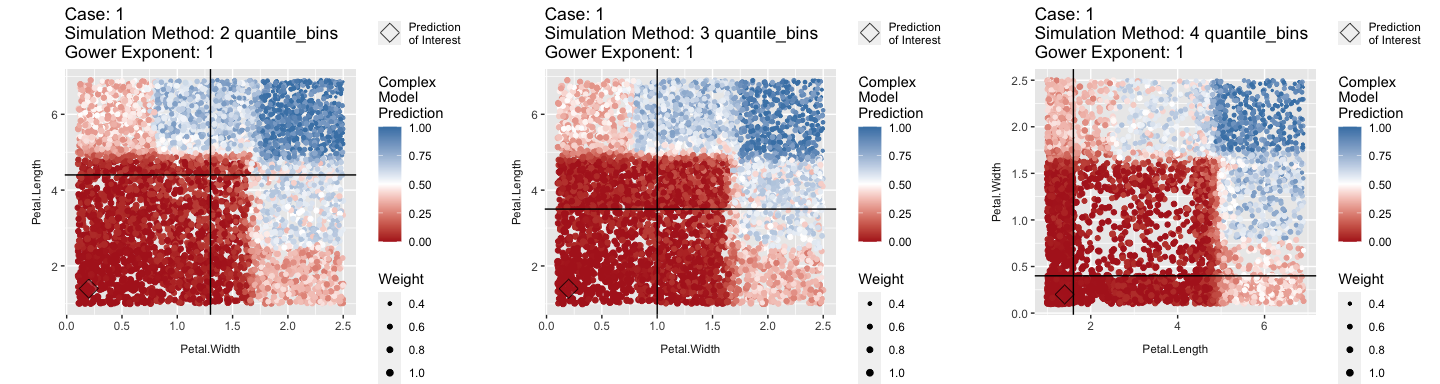 Case: 1
Simulation Method: 2 quantile_bins
Gower Exponent: 1
Prediction
of Interest
Complex
Model
Prediction
1.00
0.75
0.50
0.25
0.00
Weight
0.4
0.6
0.8
1.0
Petal.Length
6
4
2
0.0
0.5
1.0
1.5
2.0
2.5
Petal.Width
Case: 1
Simulation Method: 3 quantile_bins
Gower Exponent: 1
Prediction
of Interest
Complex
Model
Prediction
1.00
0.75
0.50
0.25
0.00
Weight
0.4
0.6
0.8
1.0
Petal.Length
6
4
2
0.0
0.5
1.0
1.5
2.0
2.5
Petal.Width
Case: 1
Simulation Method: 4 quantile_bins
Gower Exponent: 1
Prediction
of Interest
Complex
Model
Prediction
1.00
0.75
0.50
0.25
0.00
Weight
0.4
0.6
0.8
1.0
Petal.Width
2.5
2.0
1.5
1.0
0.5
0.0
2
4
6
Petal.Length